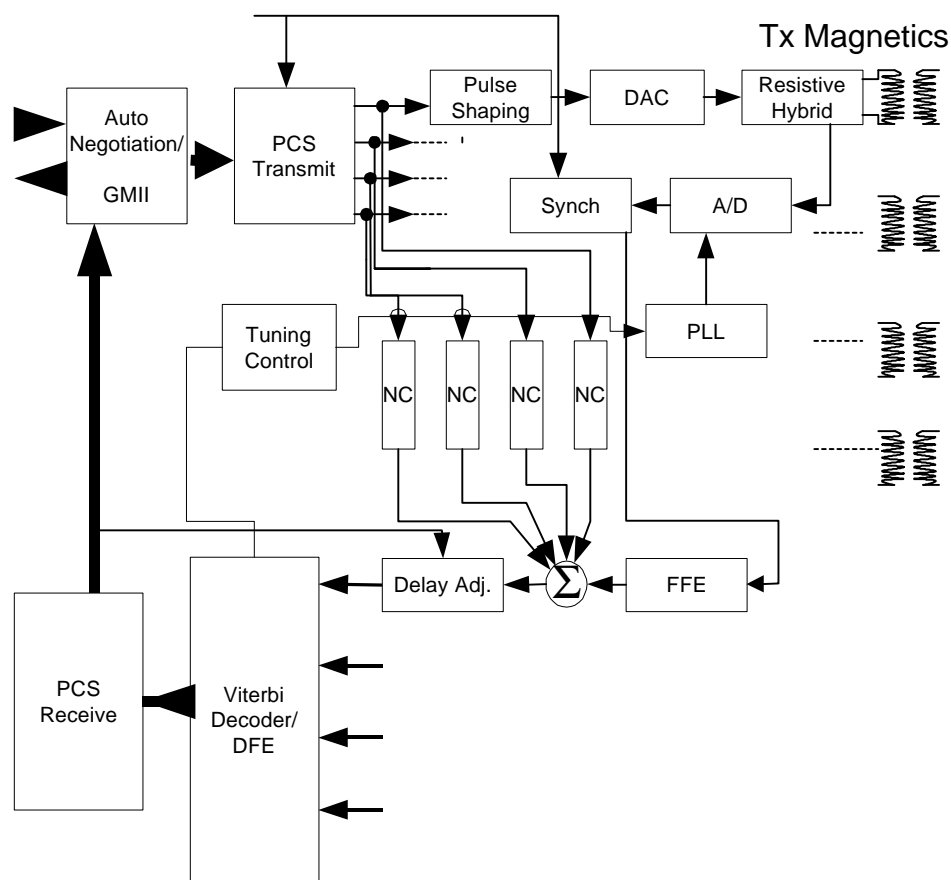 Tx Magnetics
Auto
Negotiation/
GMII
PCS
Transmit
Pulse
Shaping
DAC
Resistive
Hybrid
Synch
A/D
Tuning
Control
PLL
NC
NC
NC
NC
Delay Adj.
Σ
FFE
PCS
Receive
Viterbi
Decoder/
DFE